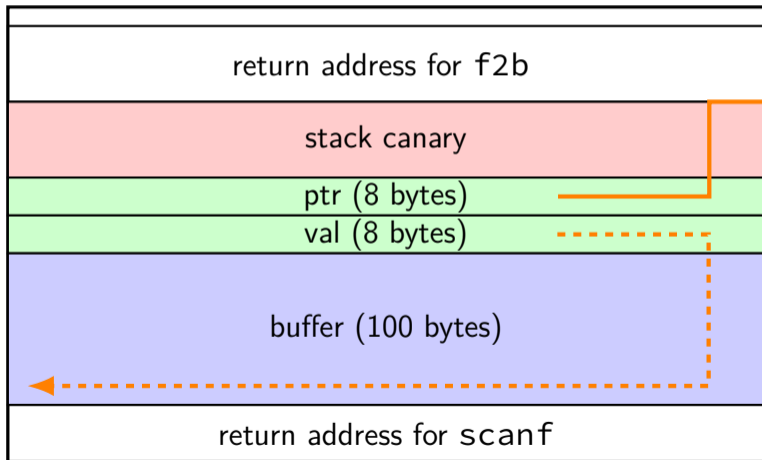 return address for f2b
stack canary
ptr (8 bytes)
val (8 bytes)
buffer (100 bytes)
return address for scanf